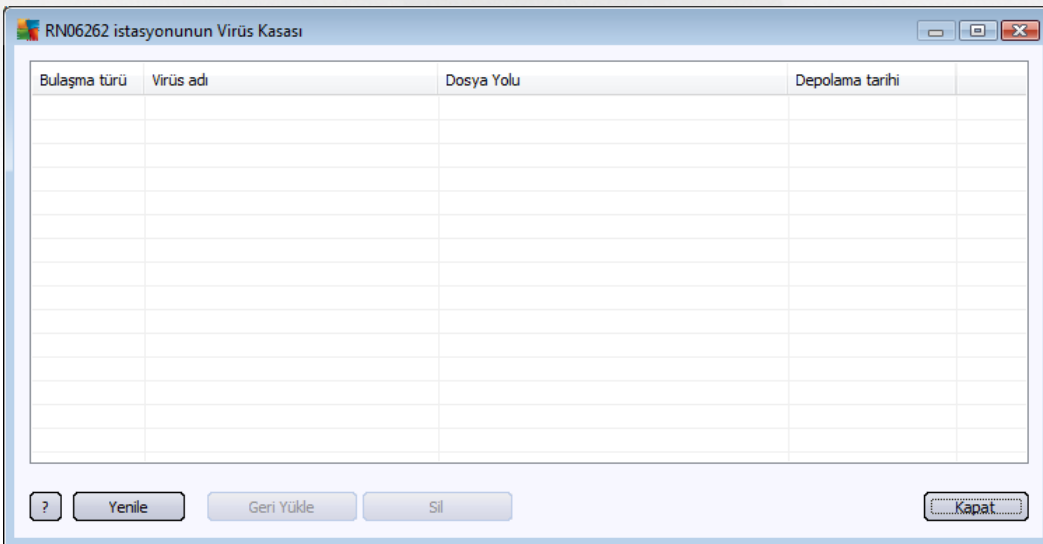 RN06262 istasyonunun Virüs Kasası
Bulaşma türü Virüs adı Dosya Yolu Depolama tarihi
? Yenile Geri Yükle Sil Kapat